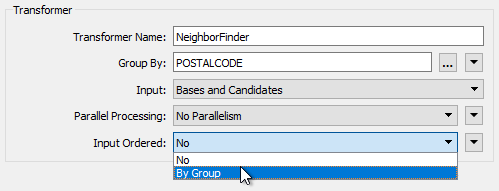 Transformer
Transformer Name: NeighborFinder
Group By: POSTALCODE ...
Input: Bases and Candidates
Parallel Processing: No Parallelism
Input Ordered: No
No
By Group